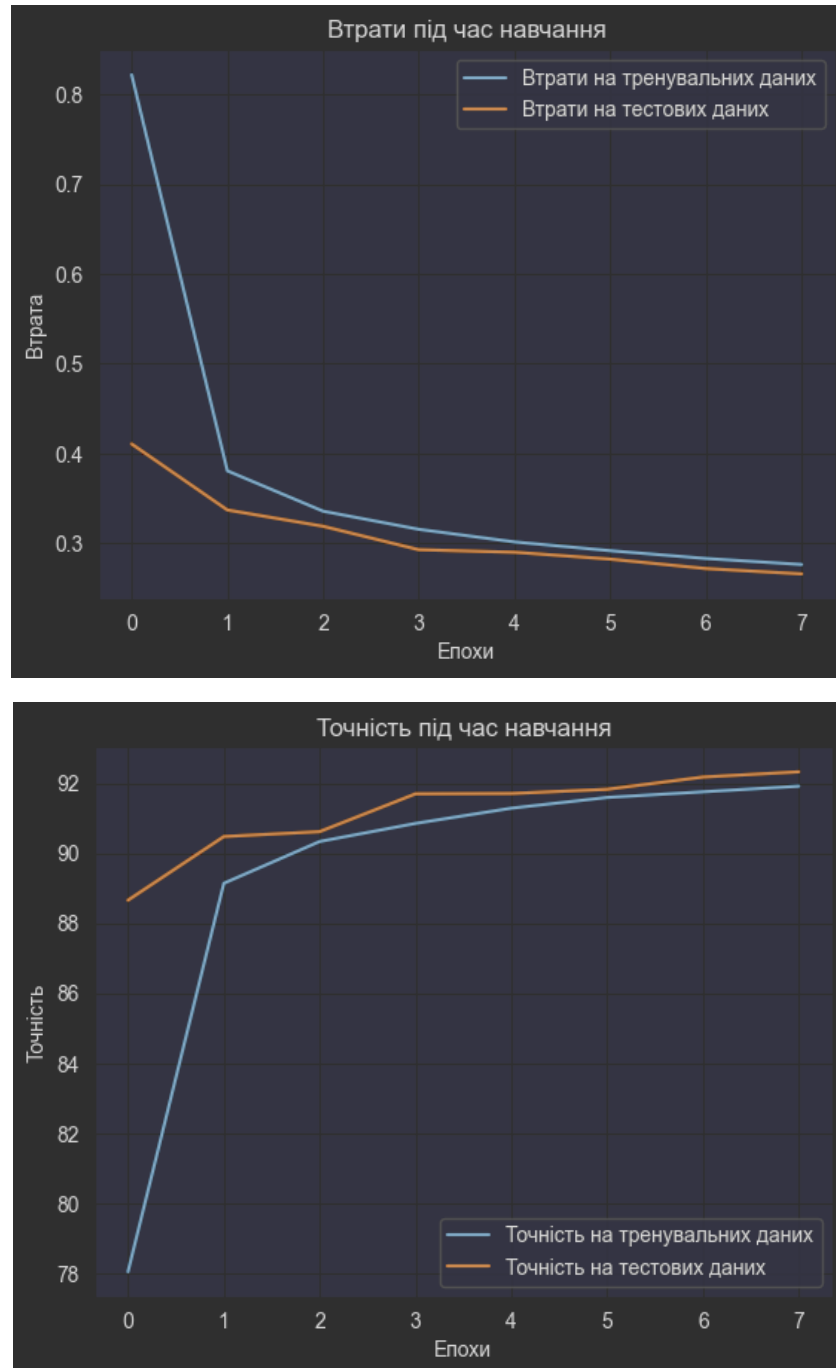 Втрати під час навчання
Втрати на тренувальних даних
Втрати на тестових даних
0.8
0.7
0.6
0.5
0.4
0.3
Втрата
0 1 2 3 4 5 6 7
Епохи
Точність під час навчання
92
90
88
86
84
82
80
78
Точність
Точність на тренувальних даних
Точність на тестових даних
0 1 2 3 4 5 6 7
Епохи